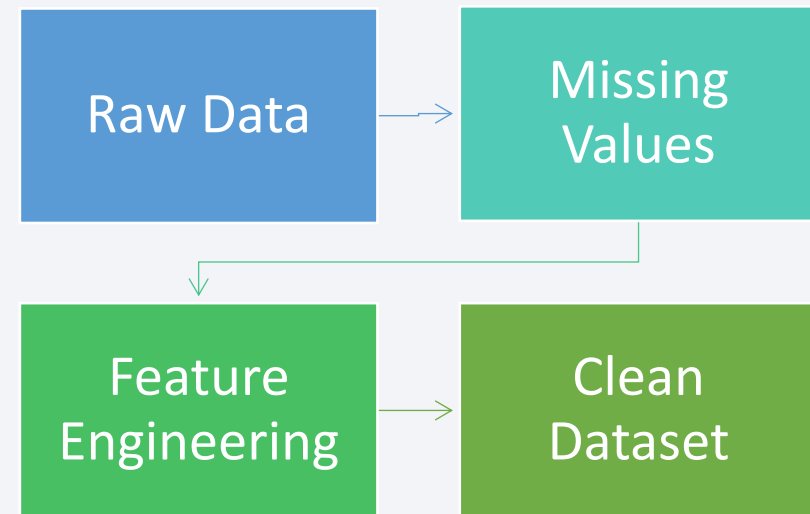 Raw Data
Missing
Values
Feature
Engineering
Clean
Dataset